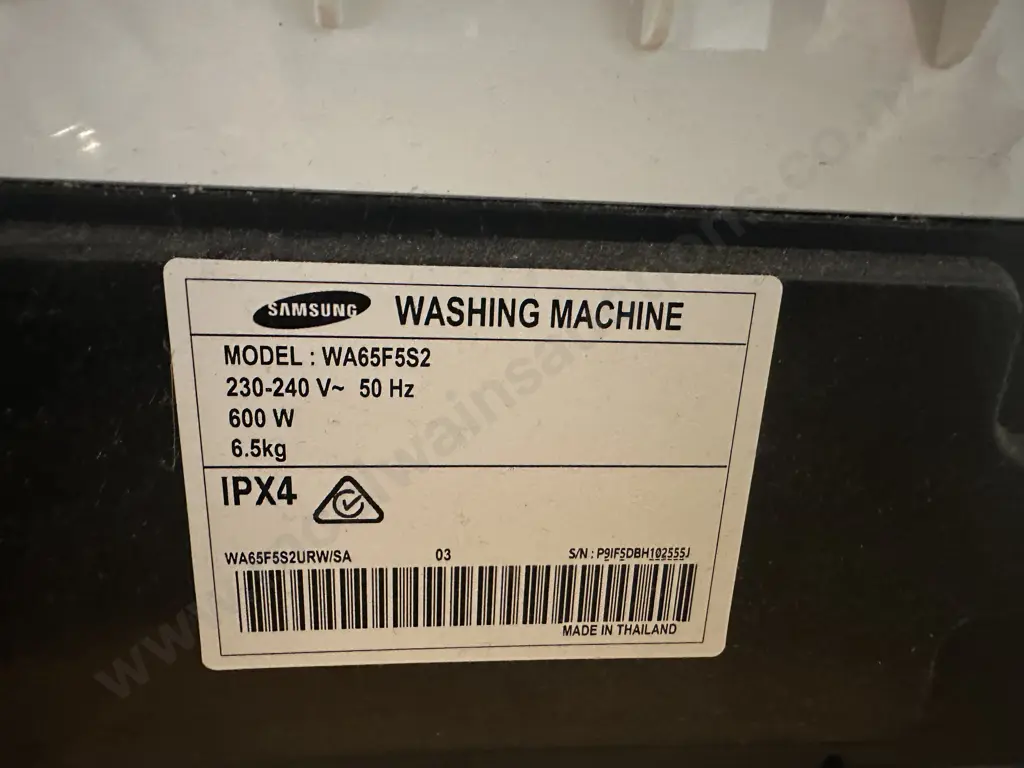 SAMSUNG WASHING MACHINE
MODEL : WA65F5S2
230-240 V~ 50 Hz
600 W
6.5kg
IPX4
WA65F5S2URW/SA 03 S/N : P9IF5DBH102555J
MADE IN THAILAND